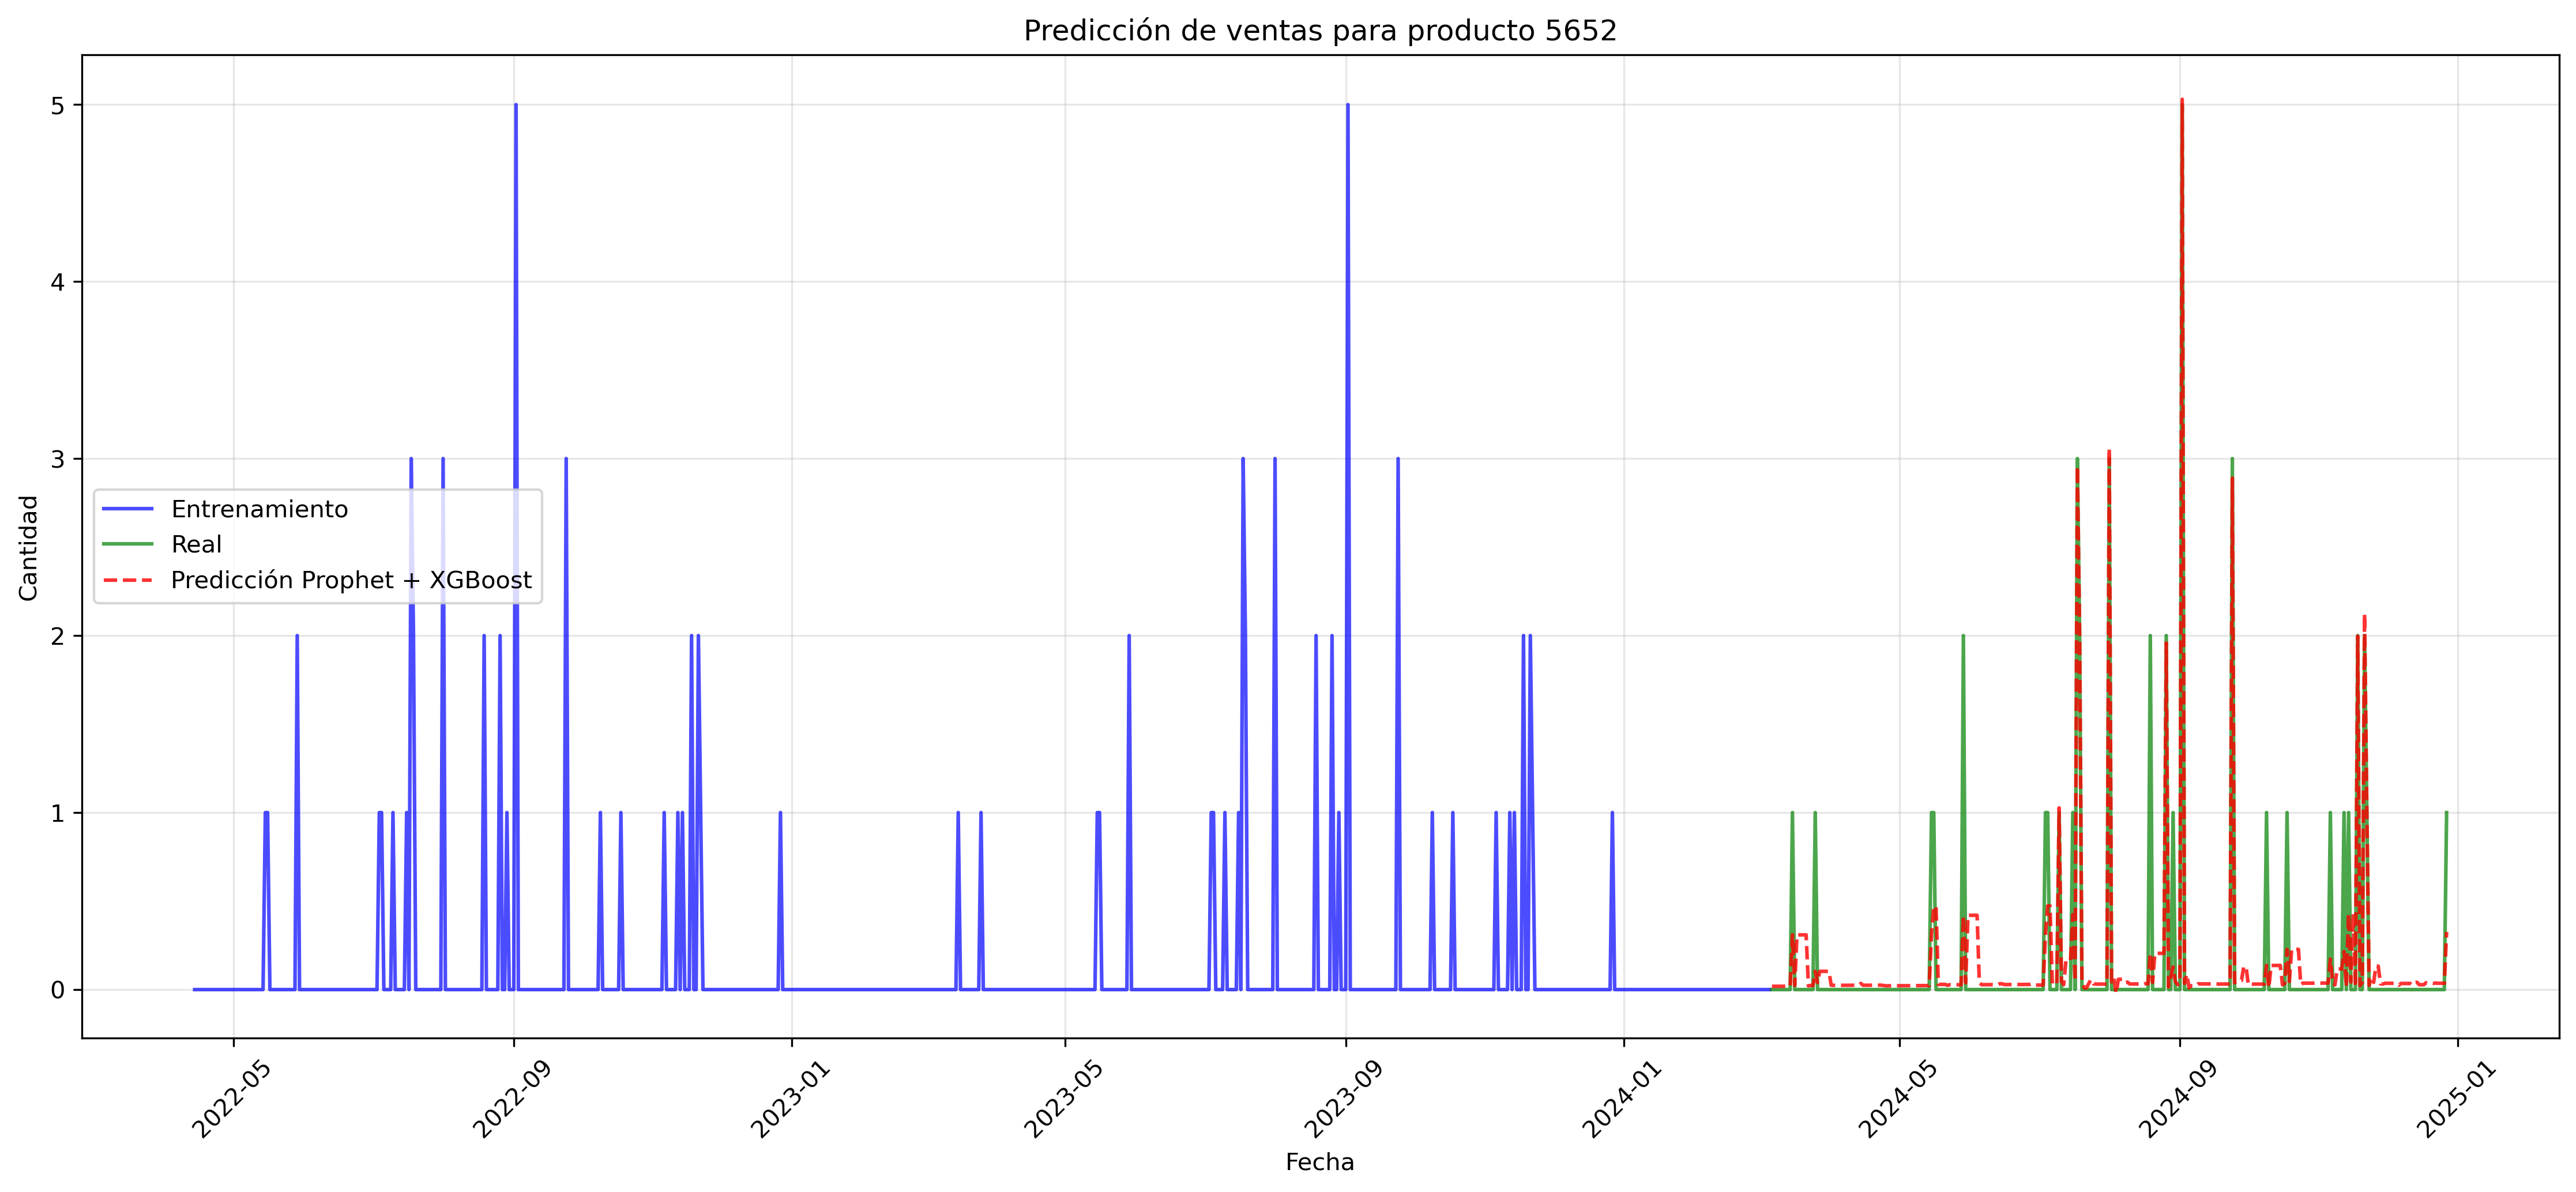 Predicción de ventas para producto 5652
5
4
3
2
1
0
Cantidad
Entrenamiento
Real
Predicción Prophet + XGBoost
2022-05
2022-09
2023-01
2023-05
2023-09
2024-01
2024-05
2024-09
2025-01
Fecha